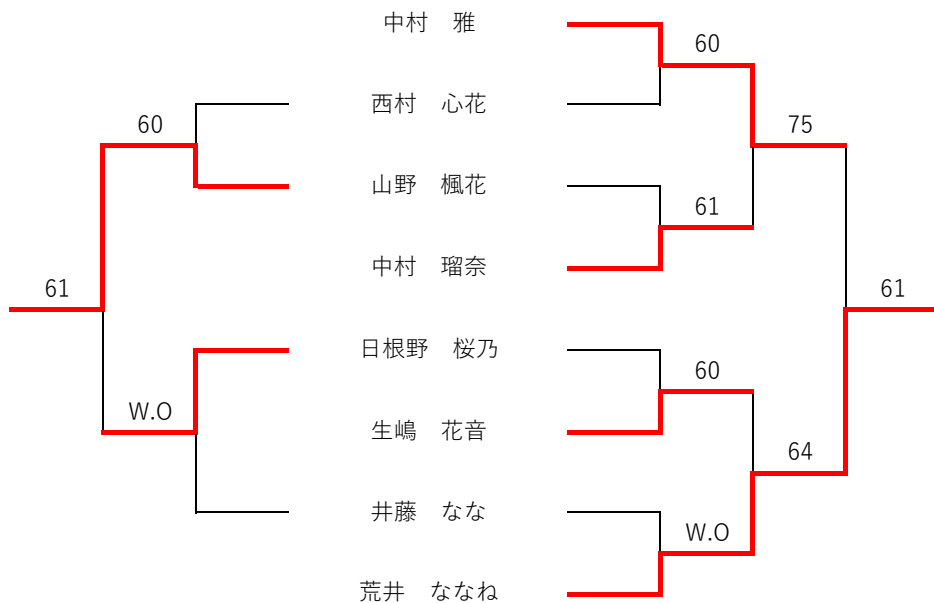 中村　雅
60
西村　心花
60
75
山野　楓花
61
中村　瑠奈
61
61
日根野　桜乃
60
W.O
生嶋　花音
64
井藤　なな
W.O
荒井　ななね